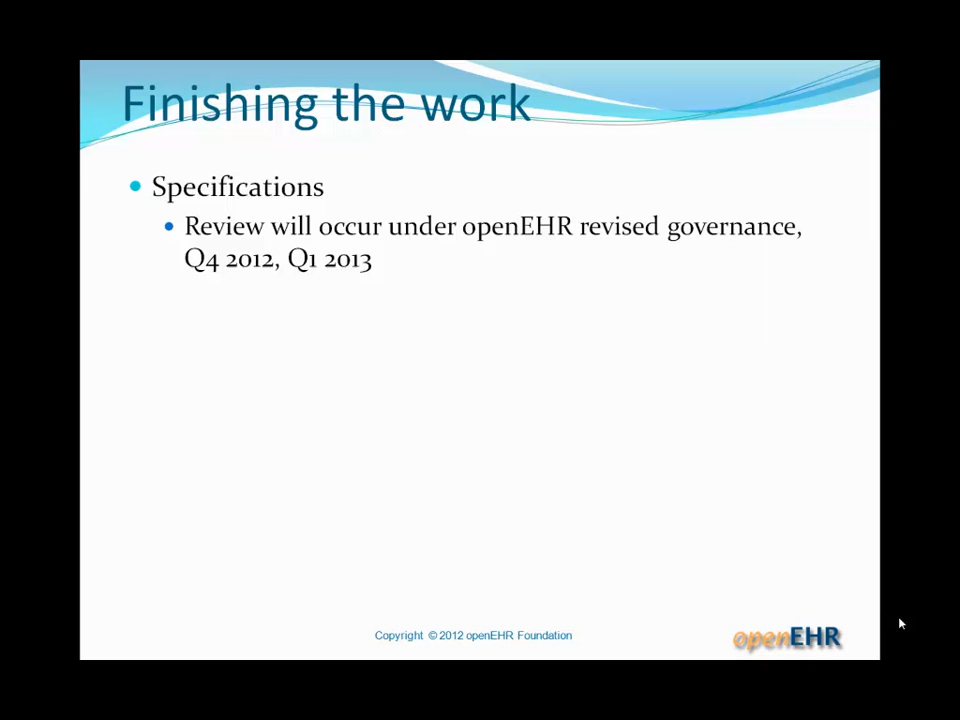 Finishing the work
Specifications
Review will occur under openEHR revised governance,
Q4 2012, Q1 2013
Copyright © 2012 openEHR Foundation
openEHR